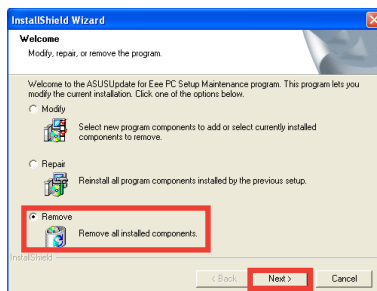 InstallShield Wizard
Welcome
Modify, repair, or remove the program.
Welcome to the ASUSUpdate for Eee PC Setup Maintenance program. This program lets you
modify the current installation. Click one of the options below.
Modify
Select new program components to add or select currently installed
components to remove.
Repair
Reinstall all program components installed by the previous setup.
Remove
Remove all installed components.
InstallShield
< Back
Next >
Cancel